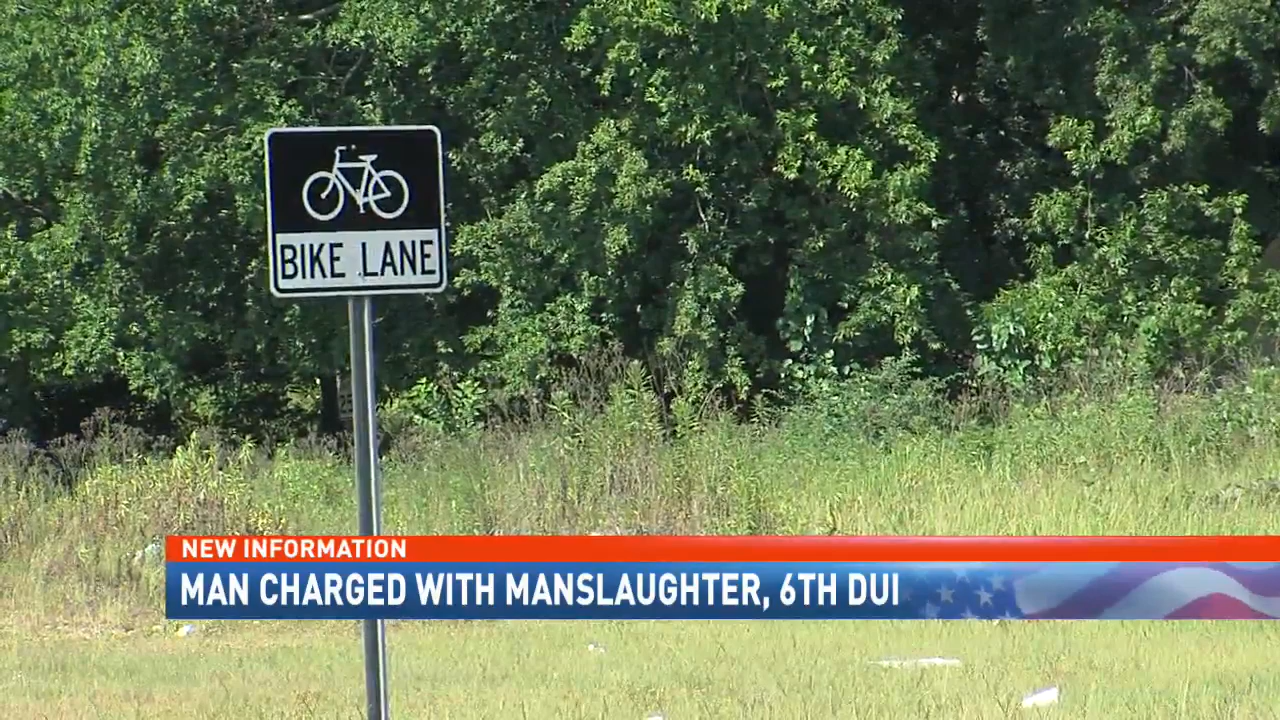 BIKE LANE
NEW INFORMATION
MAN CHARGED WITH MANSLAUGHTER, 6TH DUI